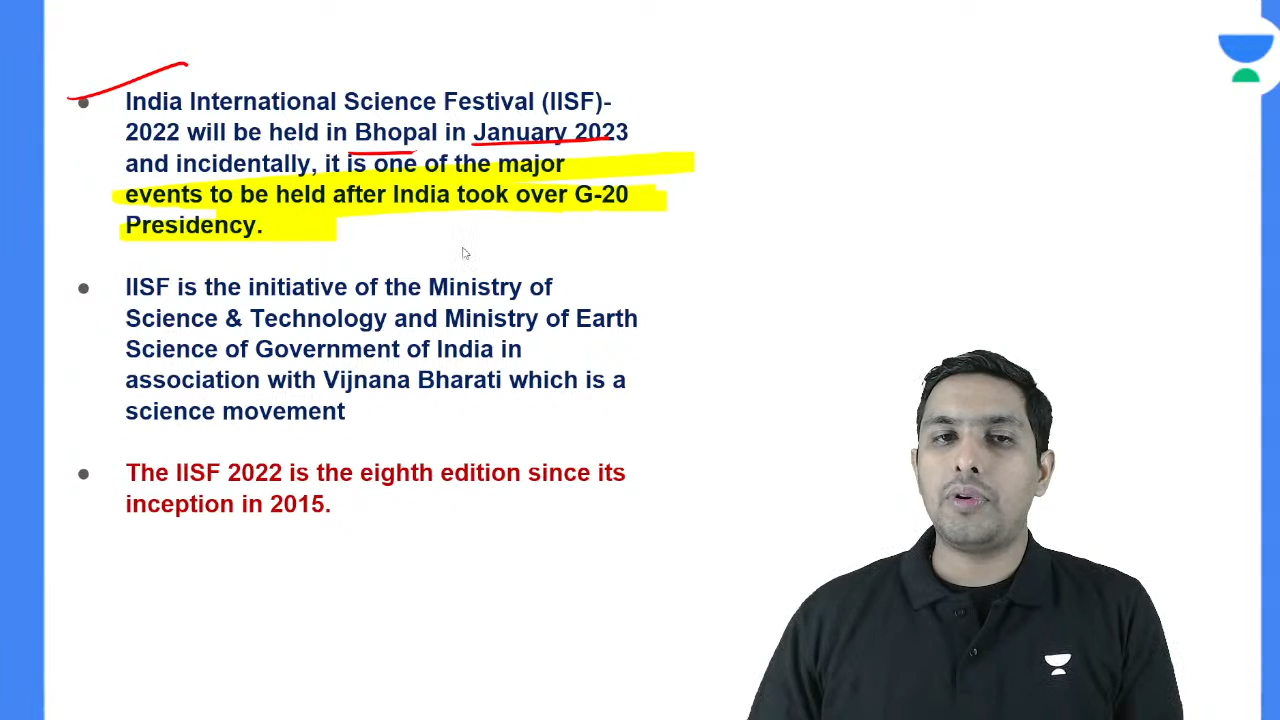 India International Science Festival (IISF)-
2022 will be held in Bhopal in January 2023
and incidentally, it is one of the major
events to be held after India took over G-20
Presidency.
IISF is the initiative of the Ministry of
Science & Technology and Ministry of Earth
Science of Government of India in
association with Vijnana Bharati which is a
science movement
The IISF 2022 is the eighth edition since its
inception in 2015.